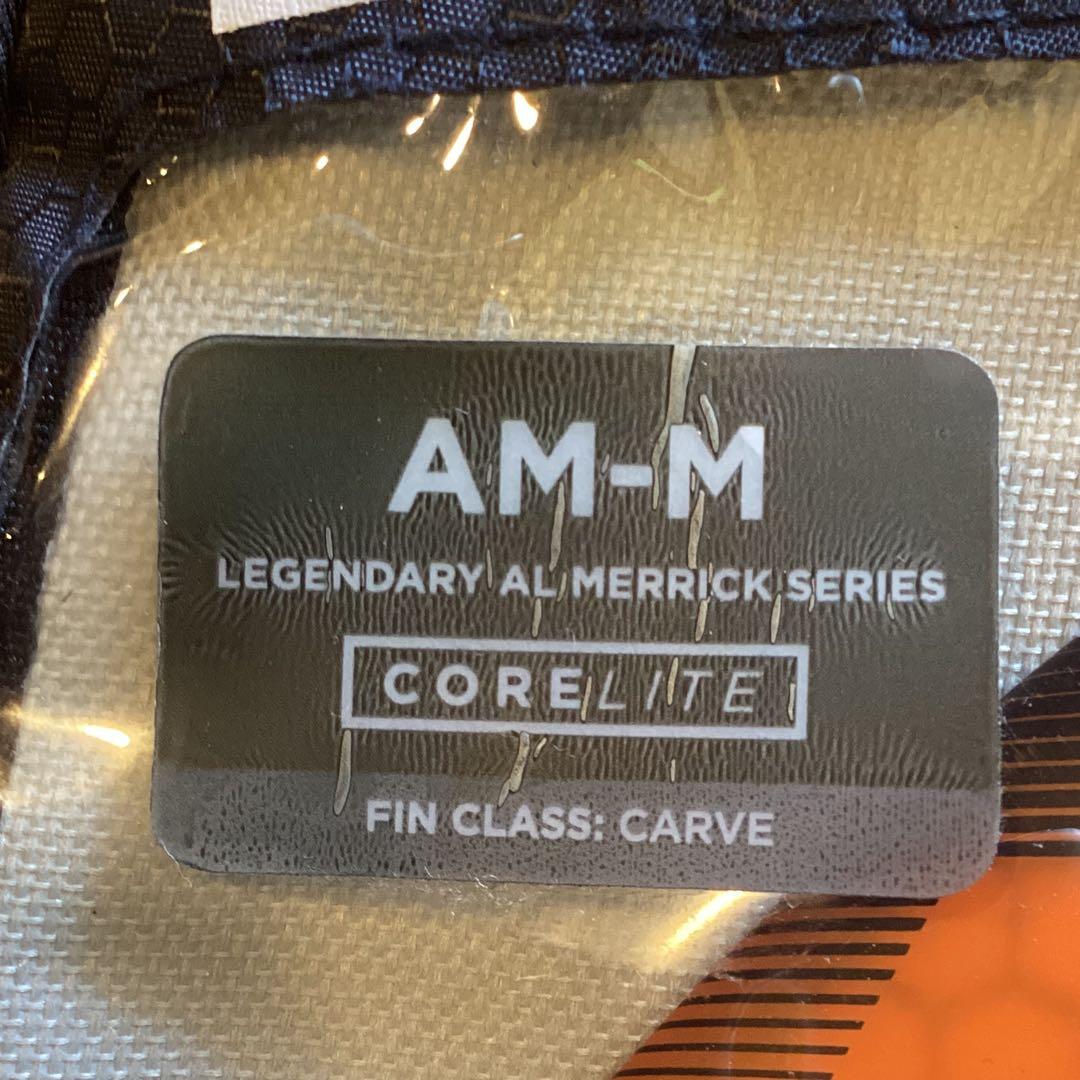 AM-M
LEGENDARY AL MERRICK SERIES
CORELITE
FIN CLASS: CARVE